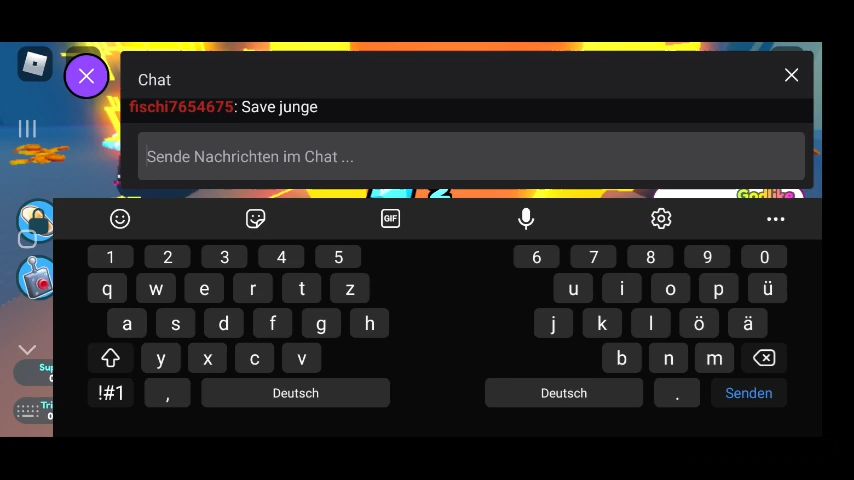 Chat
fischi7654675: Save junge
Sende Nachrichten im Chat ...
Godlike
GIF
1 2 3 4 5 6 7 8 9 0
q w e r t z u i o p ü
a s d f g h j k l ö ä
y x c v b n m
!#1 , Deutsch Deutsch . Senden